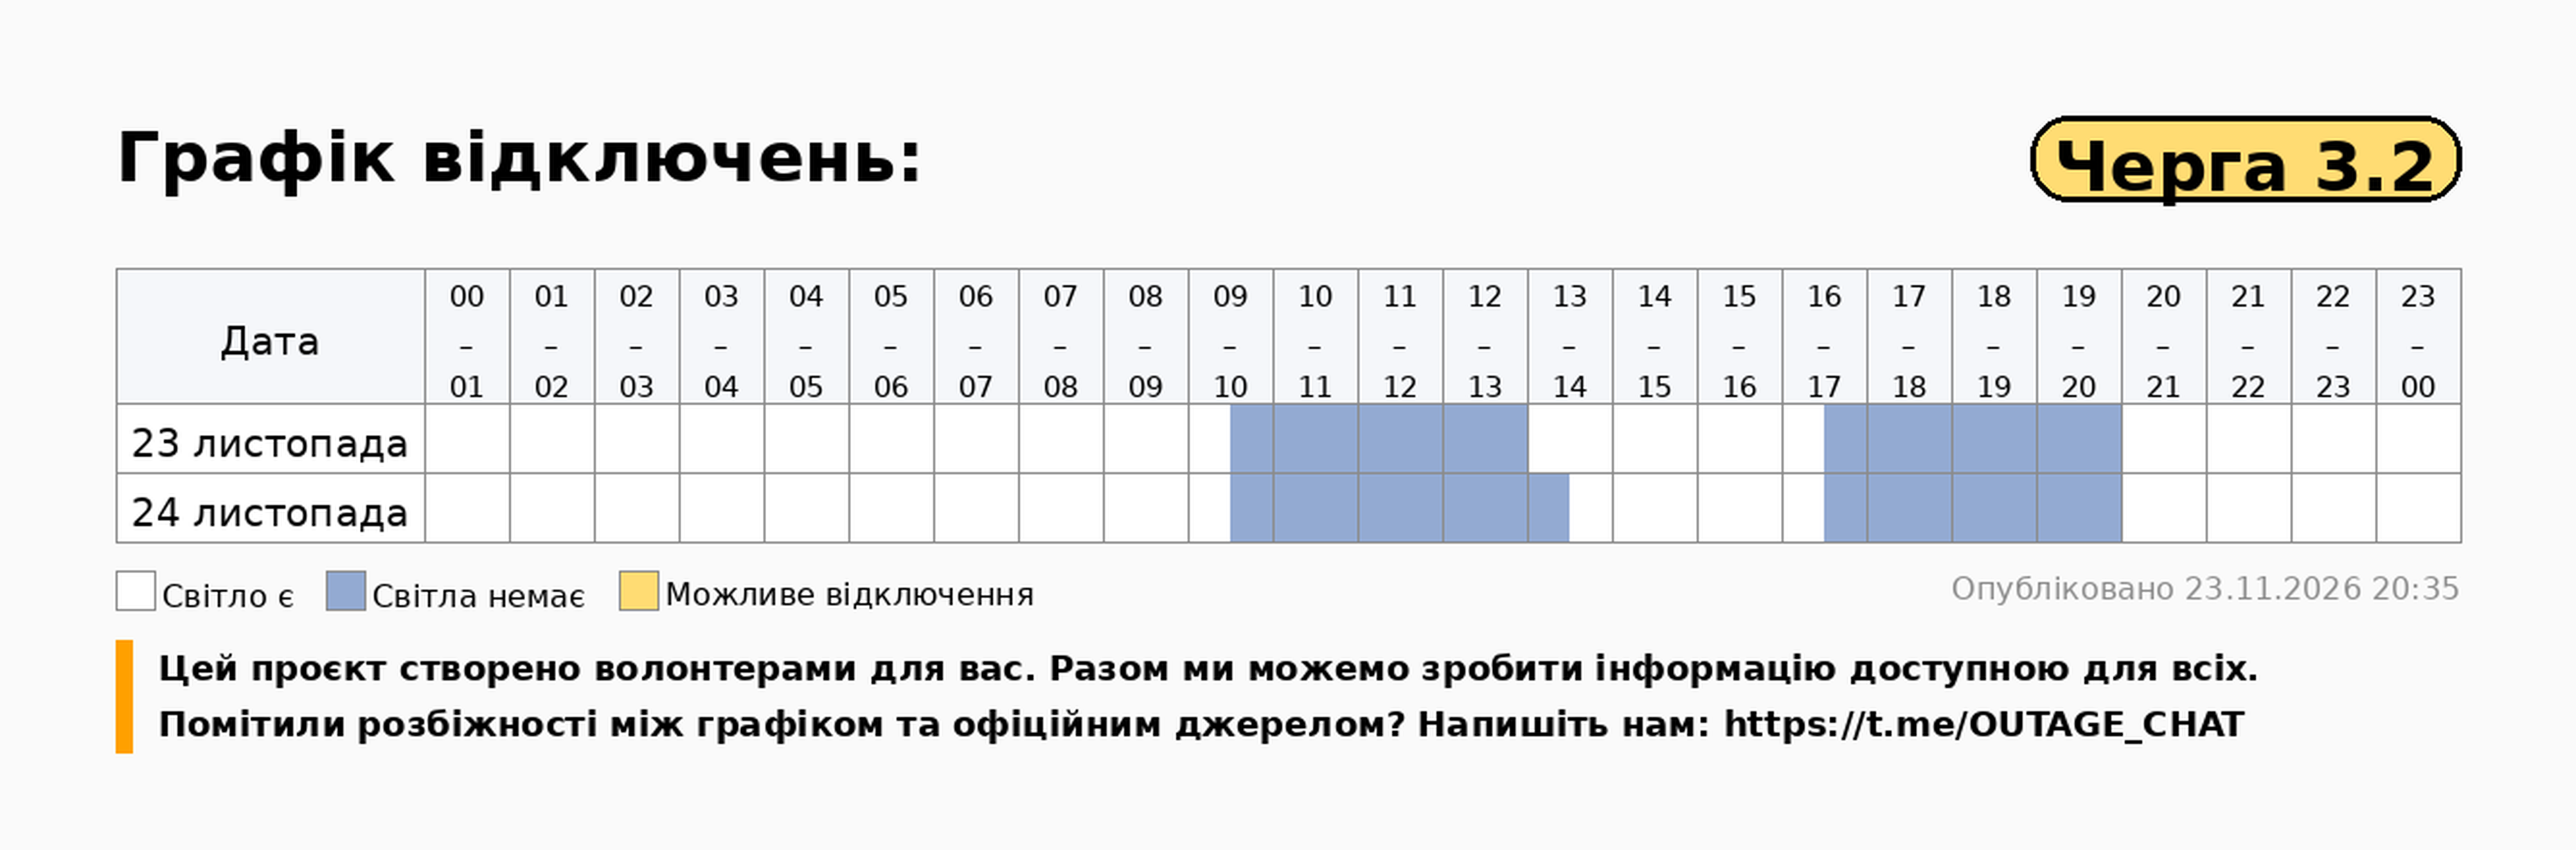 Графік відключень:
Черга 3.2
Дата
00 – 01
01 – 02
02 – 03
03 – 04
04 – 05
05 – 06
06 – 07
07 – 08
08 – 09
09 – 10
10 – 11
11 – 12
12 – 13
13 – 14
14 – 15
15 – 16
16 – 17
17 – 18
18 – 19
19 – 20
20 – 21
21 – 22
22 – 23
23 – 00
23 листопада
24 листопада
Світло є
Світла немає
Можливе відключення
Опубліковано 23.11.2026 20:35
Цей проєкт створено волонтерами для вас. Разом ми можемо зробити інформацію доступною для всіх.
Помітили розбіжності між графіком та офіційним джерелом? Напишіть нам: https://t.me/OUTAGE_CHAT